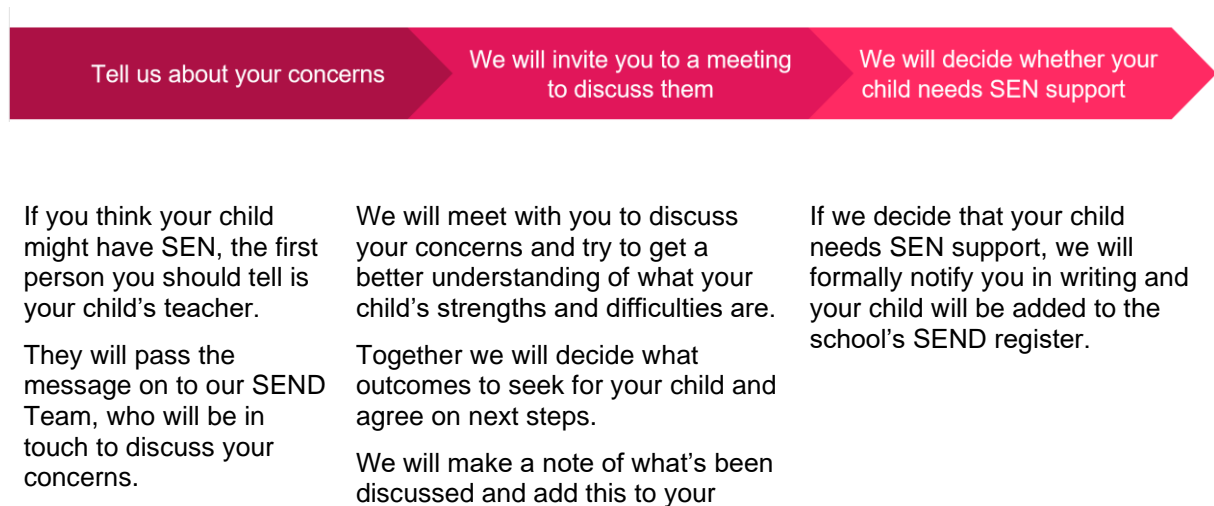 Tell us about your concerns
We will invite you to a meeting
to discuss them
We will decide whether your
child needs SEN support
If you think your child
might have SEN, the first
person you should tell is
your child's teacher.
They will pass the
message on to our SEND
Team, who will be in
touch to discuss your
concerns.
We will meet with you to discuss
your concerns and try to get a
better understanding of what your
child's strengths and difficulties are.
Together we will decide what
outcomes to seek for your child and
agree on next steps.
We will make a note of what's been
discussed and add this to your
If we decide that your child
needs SEN support, we will
formally notify you in writing and
your child will be added to the
school's SEND register.